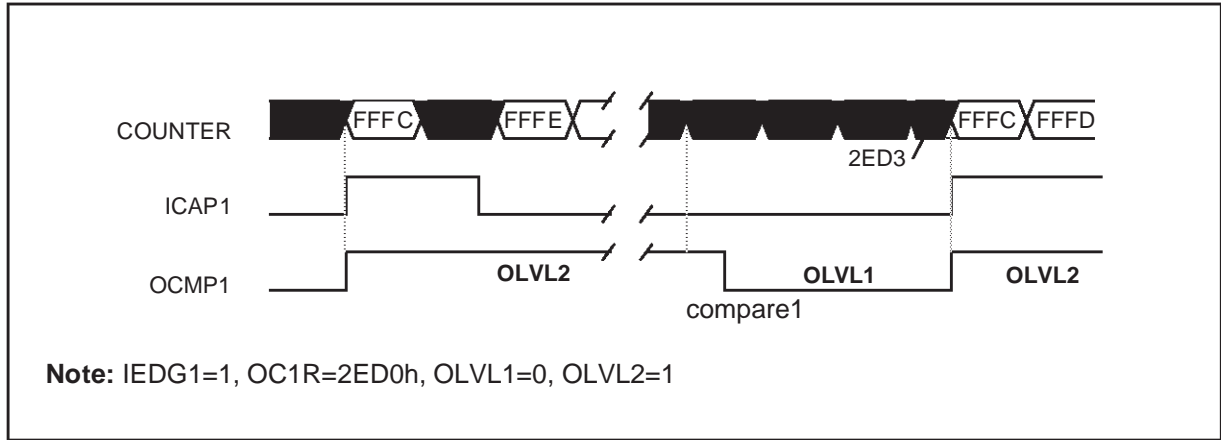 COUNTER FFFC FFFE 2ED3 FFFC FFFD
ICAP1
OCMP1 OLVL2 compare1 OLVL1 OLVL2
Note: IEDG1=1, OC1R=2ED0h, OLVL1=0, OLVL2=1